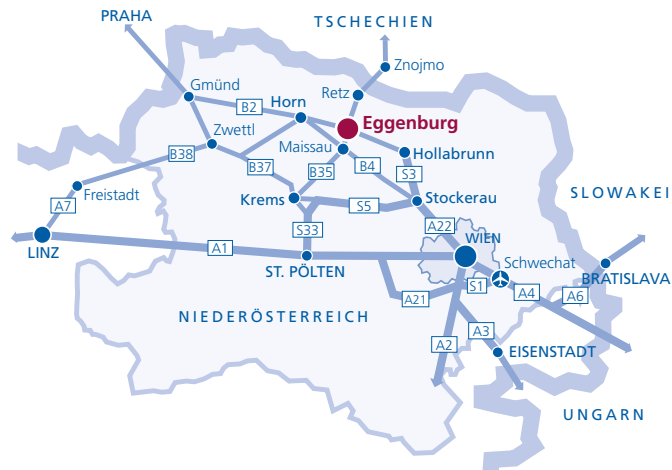 PRAHA
TSCHECHIEN
Znojmo
Gmünd
Retz
B2
Horn
Eggenburg
Zwettl
Maissau
Hollabrunn
B38
B37
B35
B4
S3
Freistadt
Krems
S5
Stockerau
SLOWAKEI
A7
S33
A22
A1
WIEN
LINZ
ST. PÖLTEN
Schwechat
BRATISLAVA
S1
A4
A6
A21
NIEDERÖSTERREICH
A3
A2
EISENSTADT
UNGARN